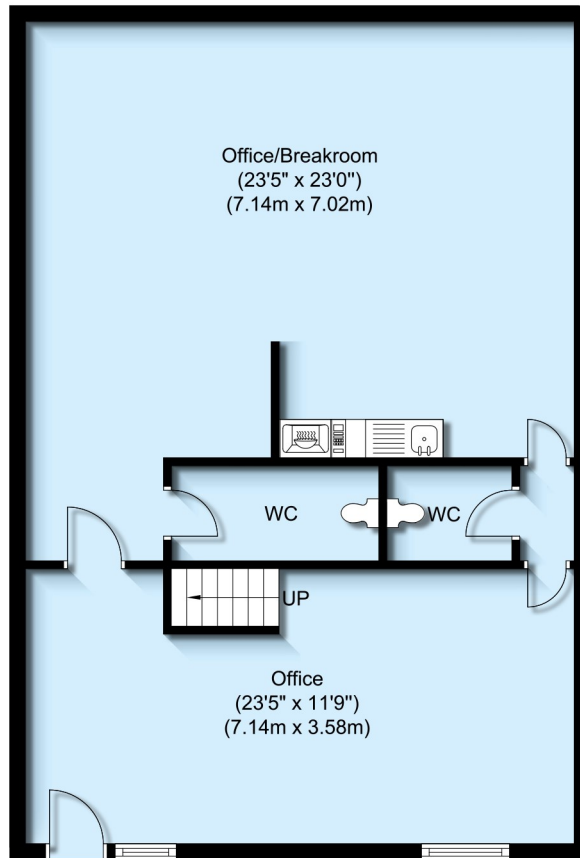 Office/Breakroom
(23'5" x 23'0")
(7.14m x 7.02m)
WC
WC
UP
Office
(23'5" x 11'9")
(7.14m x 3.58m)